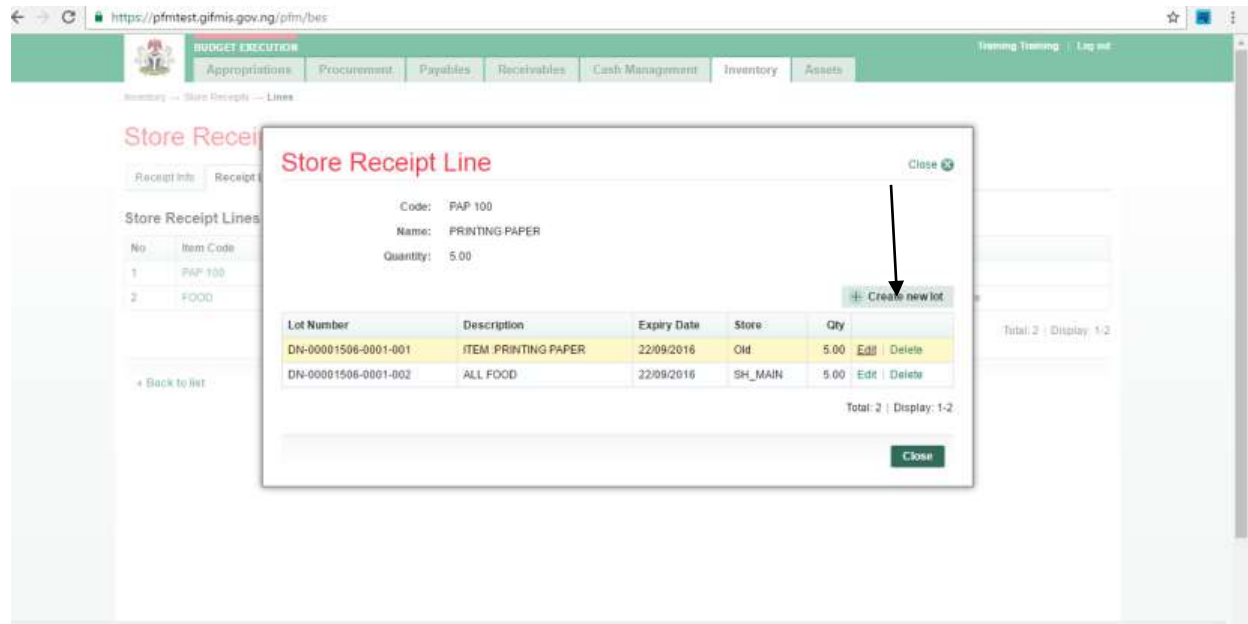 https://pfmtest.gifmis.gov.ng/pfm/bes
BUDGET EXECUTION
Training Training | Log out
Appropriations Procurement Payables Receivables Cash Management Inventory Assets
Inventory — Store Receipts — Lines
Store Recei
Receipt Info Receipt L
Store Receipt Lines
No Item Code
1 PAP 100
2 FOOD
Total: 2 | Display: 1-2
« Back to list
Store Receipt Line
Close
Code: PAP 100
Name: PRINTING PAPER
Quantity: 5.00
+ Create new lot
Lot Number Description Expiry Date Store Qty
DN-00001506-0001-001 ITEM :PRINTING PAPER 22/09/2016 Old 5.00 Edit | Delete
DN-00001506-0001-002 ALL FOOD 22/09/2016 SH_MAIN 5.00 Edit | Delete
Total: 2 | Display: 1-2
Close